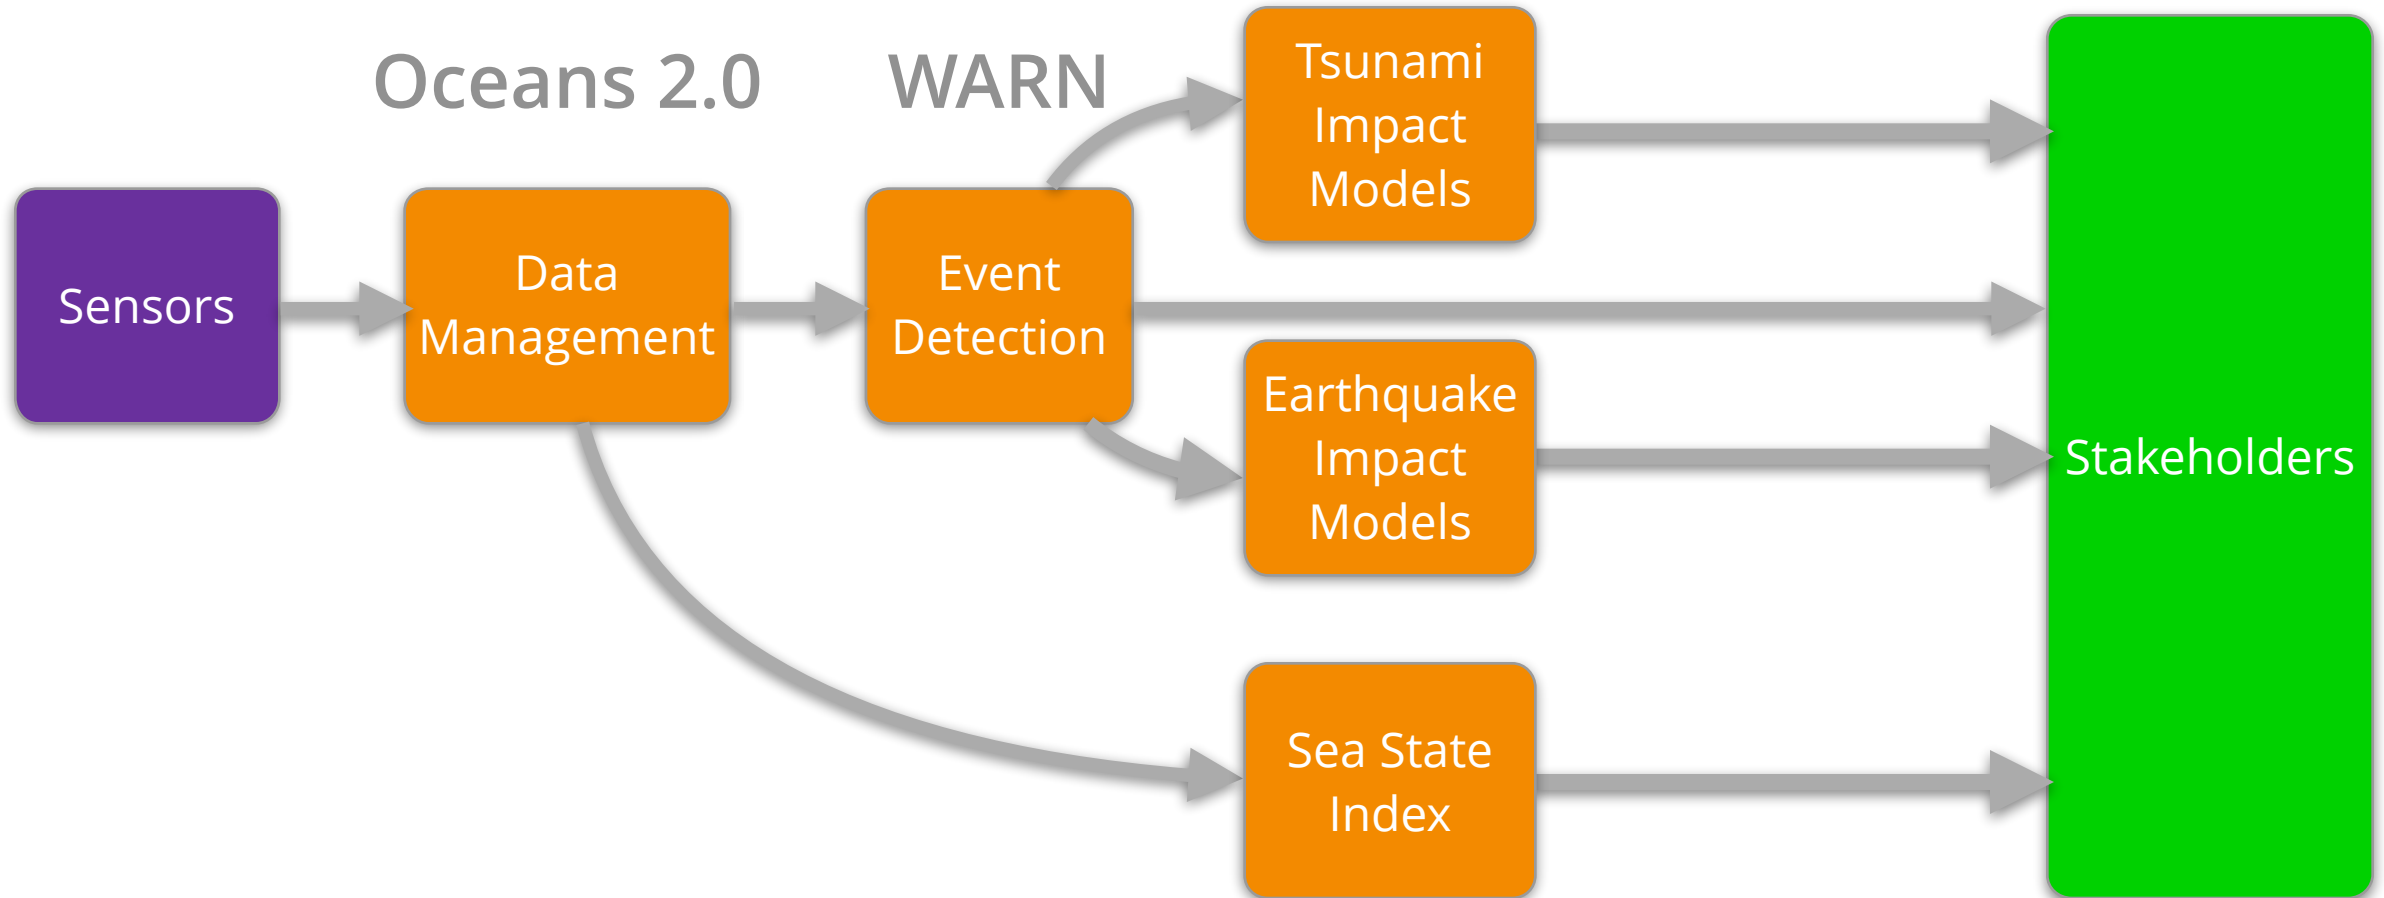 Oceans 2.0
WARN
Sensors
Data
Management
Event
Detection
Tsunami
Impact
Models
Earthquake
Impact
Models
Sea State
Index
Stakeholders